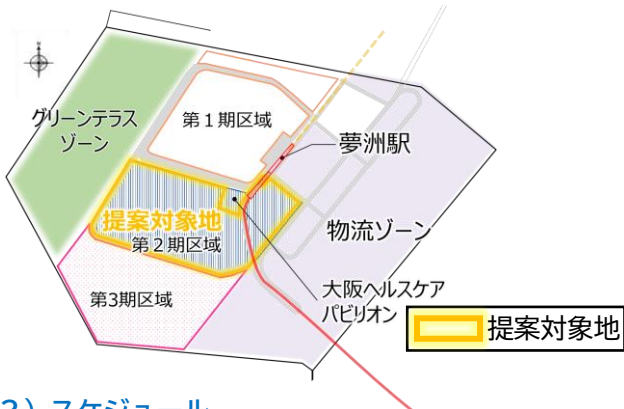 グリーンテラス
ゾーン
第1期区域
夢洲駅
提案対象地
第2期区域
物流ゾーン
第3期区域
大阪ヘルスケア
パビリオン
提案対象地